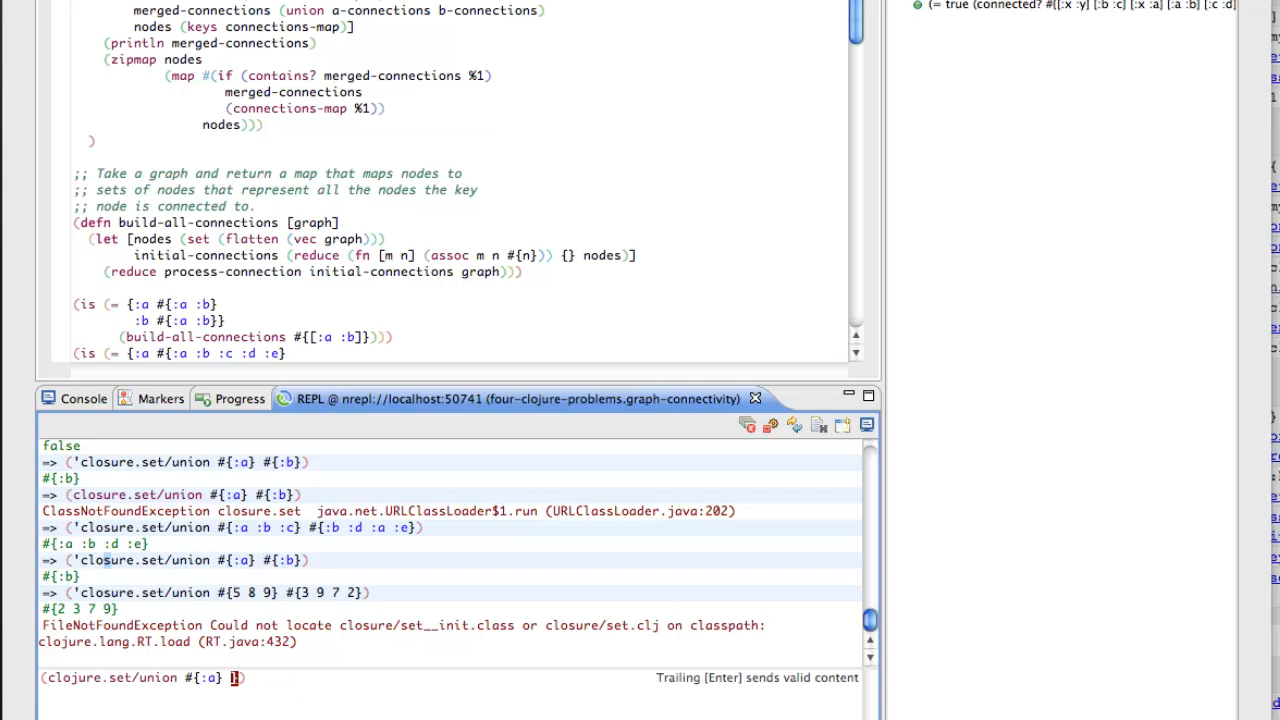 merged-connections (union a-connections b-connections)
nodes (keys connections-map)]
(println merged-connections)
(zipmap nodes
(map #(if (contains? merged-connections %1)
merged-connections
(connections-map %1))
nodes)))
)
;; Take a graph and return a map that maps nodes to
;; sets of nodes that represent all the nodes the key
;; node is connected to.
(defn build-all-connections [graph]
(let [nodes (set (flatten (vec graph)))
initial-connections (reduce (fn [m n] (assoc m n #{n})) {} nodes)]
(reduce process-connection initial-connections graph)))
(is (= {:a #{:a :b}
:b #{:a :b}}
(build-all-connections #{[:a :b]})))
(is (= {:a #{:a :b :c :d :e}
Console Markers Progress REPL @ nrepl://localhost:50741 (four-clojure-problems.graph-connectivity)
false
=> ('closure.set/union #{:a} #{:b})
#{:b}
=> (closure.set/union #{:a} #{:b})
ClassNotFoundException closure.set  java.net.URLClassLoader$1.run (URLClassLoader.java:202)
=> ('closure.set/union #{:a :b :c} #{:b :d :a :e})
#{:a :b :d :e}
=> ('closure.set/union #{:a} #{:b})
#{:b}
=> ('closure.set/union #{5 8 9} #{3 9 7 2})
#{2 3 7 9}
FileNotFoundException Could not locate closure/set__init.class or closure/set.clj on classpath:
clojure.lang.RT.load (RT.java:432)
(clojure.set/union #{:a} })
Trailing [Enter] sends valid content
(= true (connected? #{[:x :y] [:b :c] [:x :a] [:a :b] [:c :d]